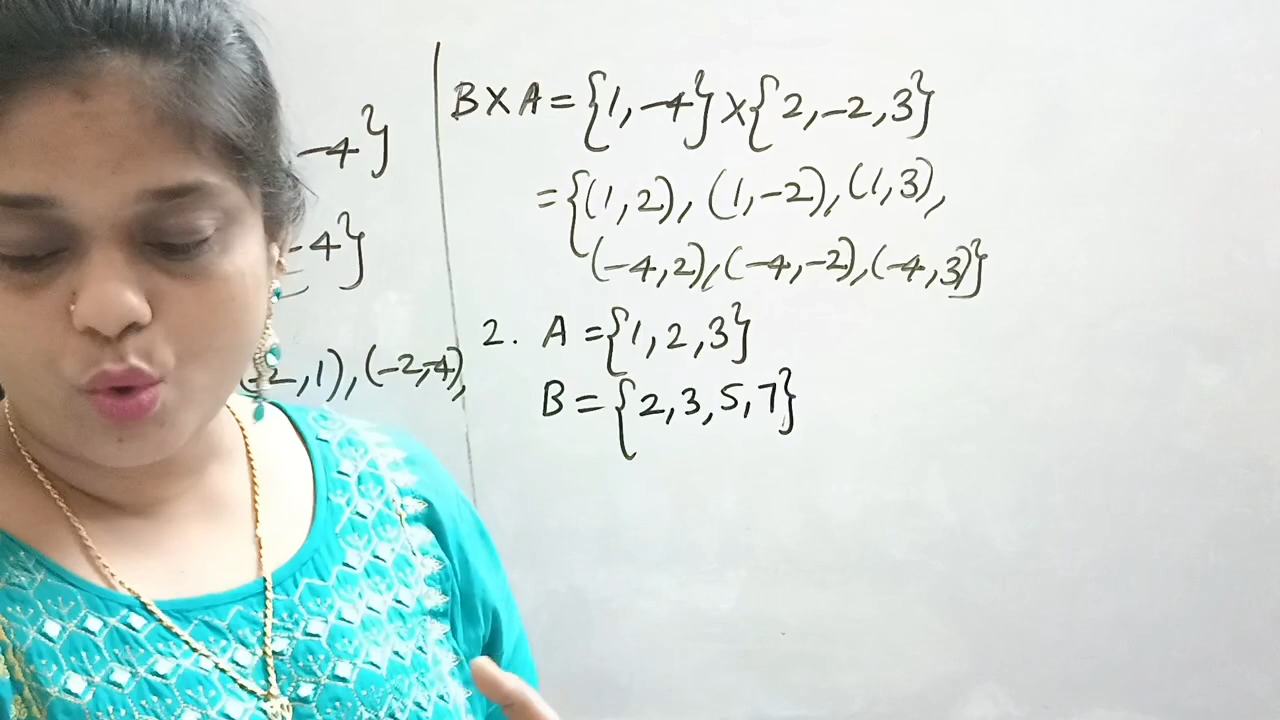 -4}
-4}
-2,1),(-2,-4),
B×A={1,-4}×{2,-2,3}
={(1,2),(1,-2),(1,3),
(-4,2),(-4,-2),(-4,3)}
2. A={1,2,3}
B={2,3,5,7}